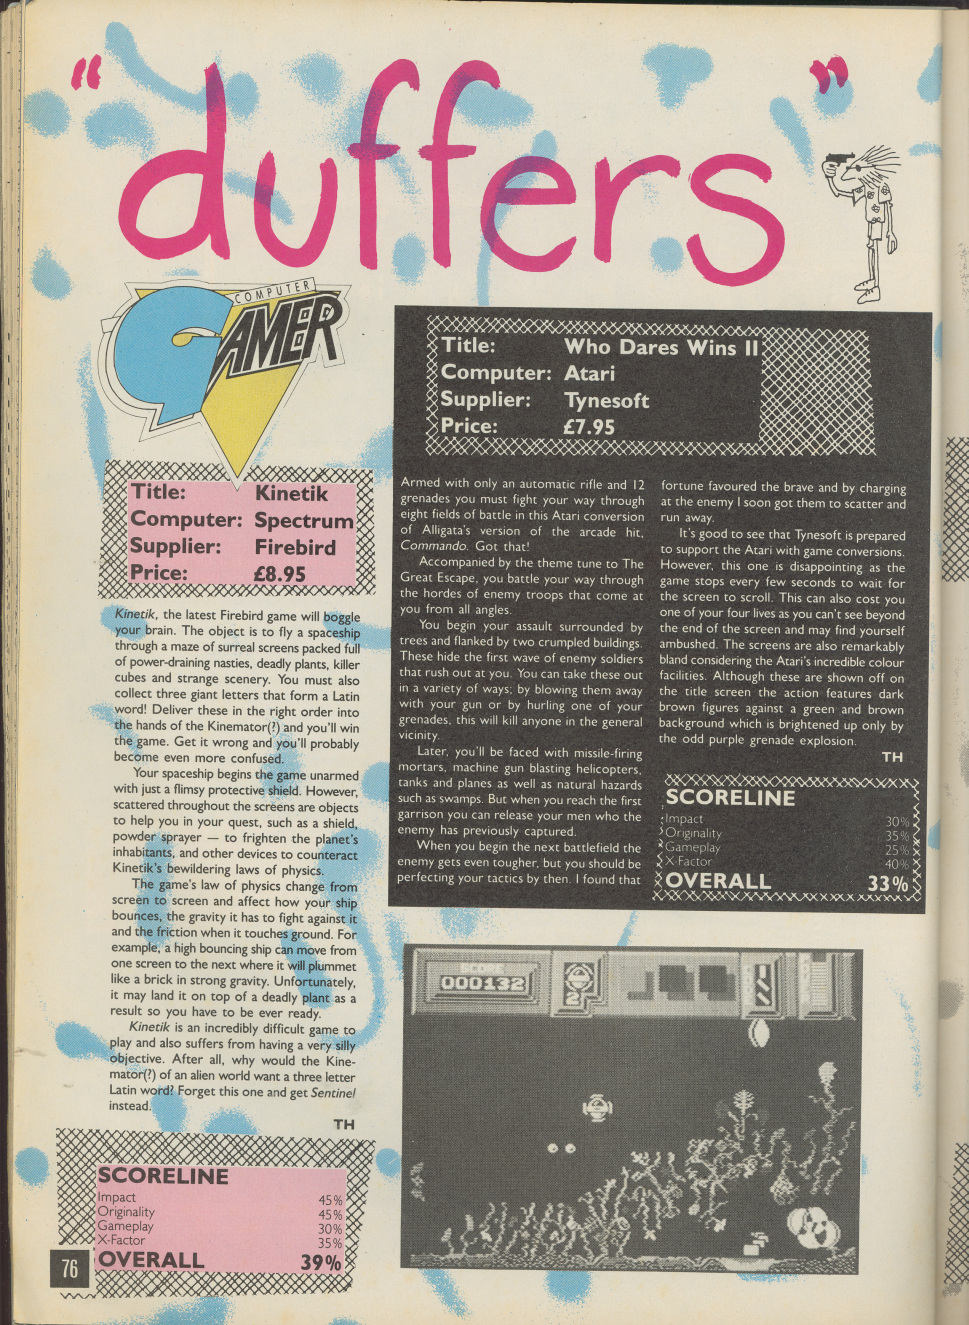 "duffers"
COMPUTER
GAMER
Title: Kinetik
Computer: Spectrum
Supplier: Firebird
Price: £8.95
Kinetik, the latest Firebird game will boggle
your brain. The object is to fly a spaceship
through a maze of surreal screens packed full
of power-draining nasties, deadly plants, killer
cubes and strange scenery. You must also
collect three giant letters that form a Latin
word! Deliver these in the right order into
the hands of the Kinemator(?) and you'll win
the game. Get it wrong and you'll probably
become even more confused.
Your spaceship begins the game unarmed
with just a flimsy protective shield. However,
scattered throughout the screens are objects
to help you in your quest, such as a shield,
powder sprayer — to frighten the planet's
inhabitants, and other devices to counteract
Kinetik's bewildering laws of physics.
The game's law of physics change from
screen to screen and affect how your ship
bounces, the gravity it has to fight against it
and the friction when it touches ground. For
example, a high bouncing ship can move from
one screen to the next where it will plummet
like a brick in strong gravity. Unfortunately,
it may land it on top of a deadly plant as a
result so you have to be ever ready.
Kinetik is an incredibly difficult game to
play and also suffers from having a very silly
objective. After all, why would the Kine-
mator(?) of an alien world want a three letter
Latin word? Forget this one and get Sentinel
instead.
TH
SCORELINE
Impact 45%
Originality 45%
Gameplay 30%
X-Factor 35%
OVERALL 39%
76
Title: Who Dares Wins II
Computer: Atari
Supplier: Tynesoft
Price: £7.95
Armed with only an automatic rifle and 12
grenades you must fight your way through
eight fields of battle in this Atari conversion
of Alligata's version of the arcade hit,
Commando. Got that!
Accompanied by the theme tune to The
Great Escape, you battle your way through
the hordes of enemy troops that come at
you from all angles.
You begin your assault surrounded by
trees and flanked by two crumpled buildings.
These hide the first wave of enemy soldiers
that rush out at you. You can take these out
in a variety of ways; by blowing them away
with your gun or by hurling one of your
grenades, this will kill anyone in the general
vicinity.
Later, you'll be faced with missile-firing
mortars, machine gun blasting helicopters,
tanks and planes as well as natural hazards
such as swamps. But when you reach the first
garrison you can release your men who the
enemy has previously captured.
When you begin the next battlefield the
enemy gets even tougher, but you should be
perfecting your tactics by then. I found that
fortune favoured the brave and by charging
at the enemy I soon got them to scatter and
run away.
It's good to see that Tynesoft is prepared
to support the Atari with game conversions.
However, this one is disappointing as the
game stops every few seconds to wait for
the screen to scroll. This can also cost you
one of your four lives as you can't see beyond
the end of the screen and may find yourself
ambushed. The screens are also remarkably
bland considering the Atari's incredible colour
facilities. Although these are shown off on
the title screen the action features dark
brown figures against a green and brown
background which is brightened up only by
the odd purple grenade explosion.
TH
SCORELINE
Impact 30%
Originality 35%
Gameplay 25%
X-Factor 40%
OVERALL 33%
SCORE
000132
2